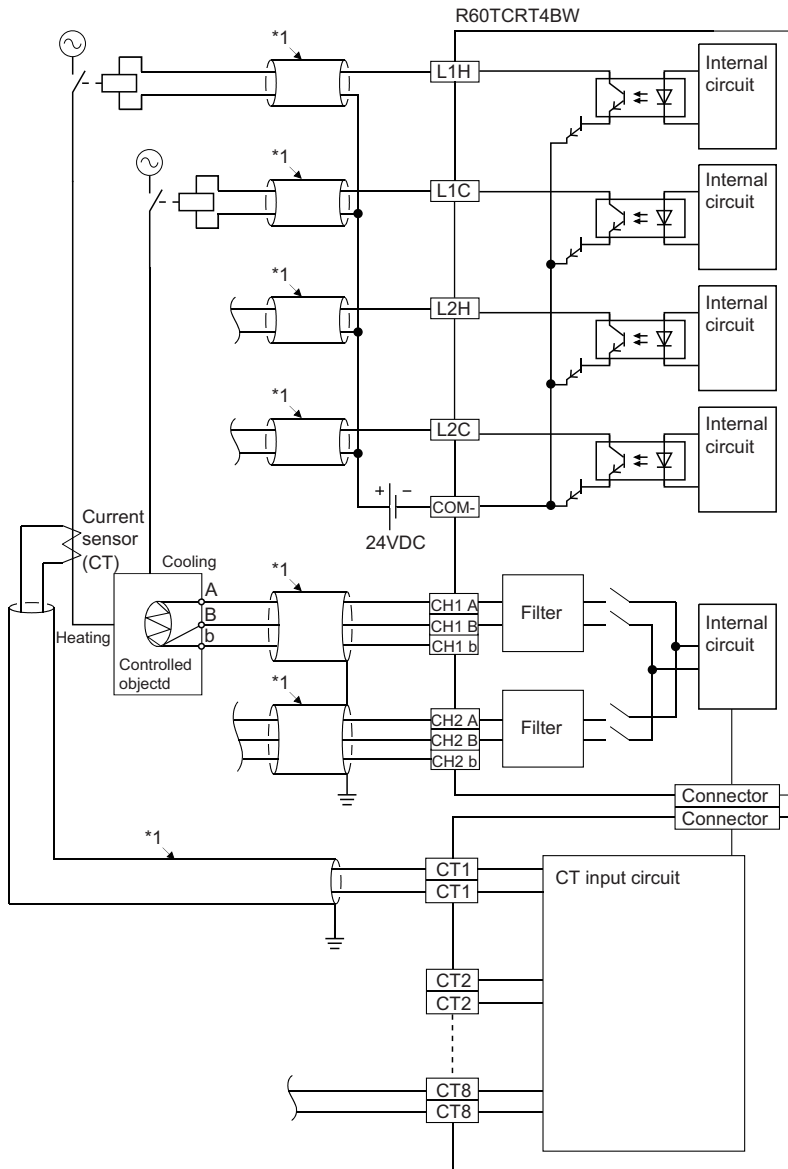 R60TCRT4BW
*1
L1H
Internal
circuit
*1
L1C
Internal
circuit
*1
L2H
Internal
circuit
*1
L2C
Internal
circuit
+
−
24VDC
COM-
Current
sensor
(CT)
Cooling
Heating
A
B
b
Controlled
objectd
*1
CH1 A
CH1 B
CH1 b
Filter
Internal
circuit
*1
CH2 A
CH2 B
CH2 b
Filter
Connector
Connector
*1
CT1
CT1
CT input circuit
CT2
CT2
CT8
CT8